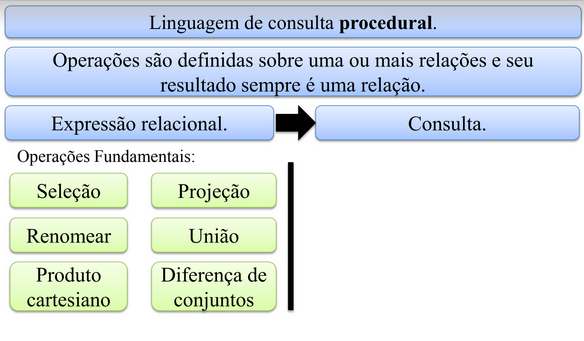 Linguagem de consulta procedural.
Operações são definidas sobre uma ou mais relações e seu
resultado sempre é uma relação.
Expressão relacional.
Consulta.
Operações Fundamentais:
Seleção
Projeção
Renomear
União
Produto
cartesiano
Diferença de
conjuntos